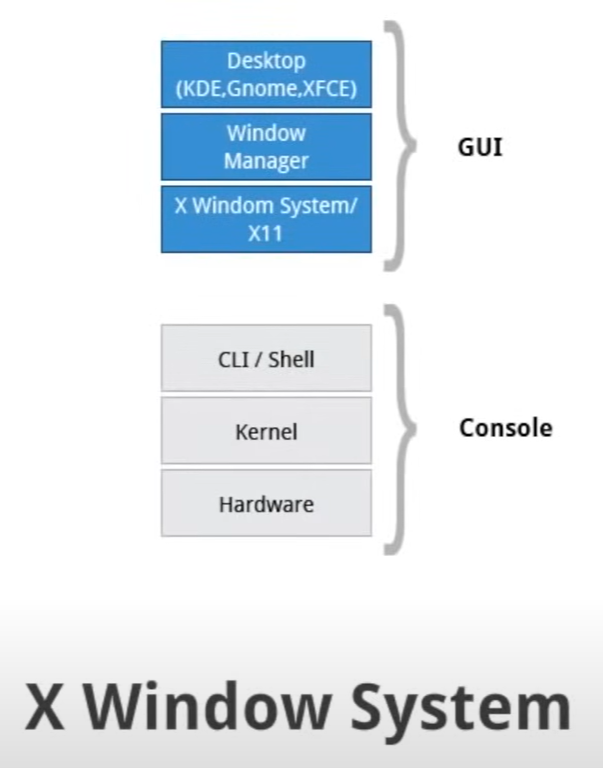 Desktop
(KDE,Gnome,XFCE)
Window
Manager
X Windom System/
X11
GUI
CLI / Shell
Kernel
Hardware
Console
X Window System